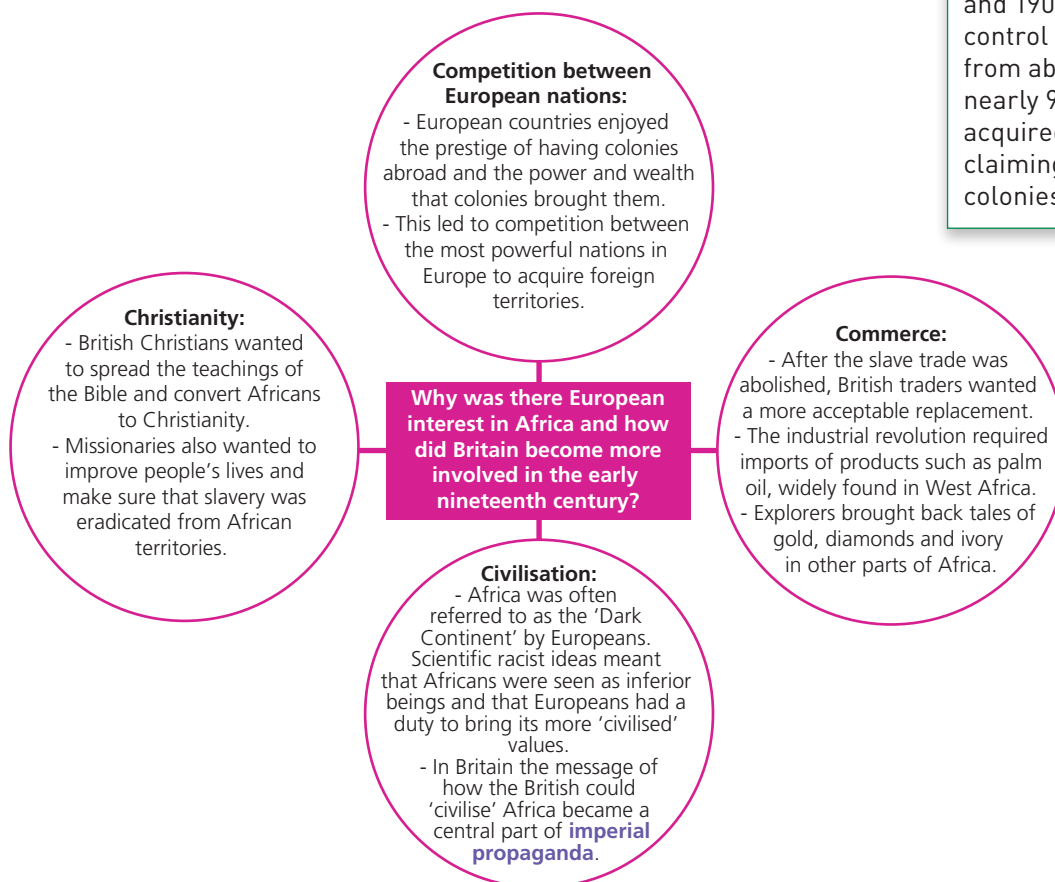 and 190
control
from ab
nearly 9
acquired
claiming
colonies
Competition between
European nations:
- European countries enjoyed
the prestige of having colonies
abroad and the power and wealth
that colonies brought them.
- This led to competition between
the most powerful nations in
Europe to acquire foreign
territories.
Christianity:
- British Christians wanted
to spread the teachings of
the Bible and convert Africans
to Christianity.
- Missionaries also wanted to
improve people's lives and
make sure that slavery was
eradicated from African
territories.
Why was there European
interest in Africa and how
did Britain become more
involved in the early
nineteenth century?
Commerce:
- After the slave trade was
abolished, British traders wanted
a more acceptable replacement.
- The industrial revolution required
imports of products such as palm
oil, widely found in West Africa.
- Explorers brought back tales of
gold, diamonds and ivory
in other parts of Africa.
Civilisation:
- Africa was often
referred to as the 'Dark
Continent' by Europeans.
Scientific racist ideas meant
that Africans were seen as inferior
beings and that Europeans had a
duty to bring its more 'civilised'
values.
- In Britain the message of
how the British could
'civilise' Africa became a
central part of imperial
propaganda.